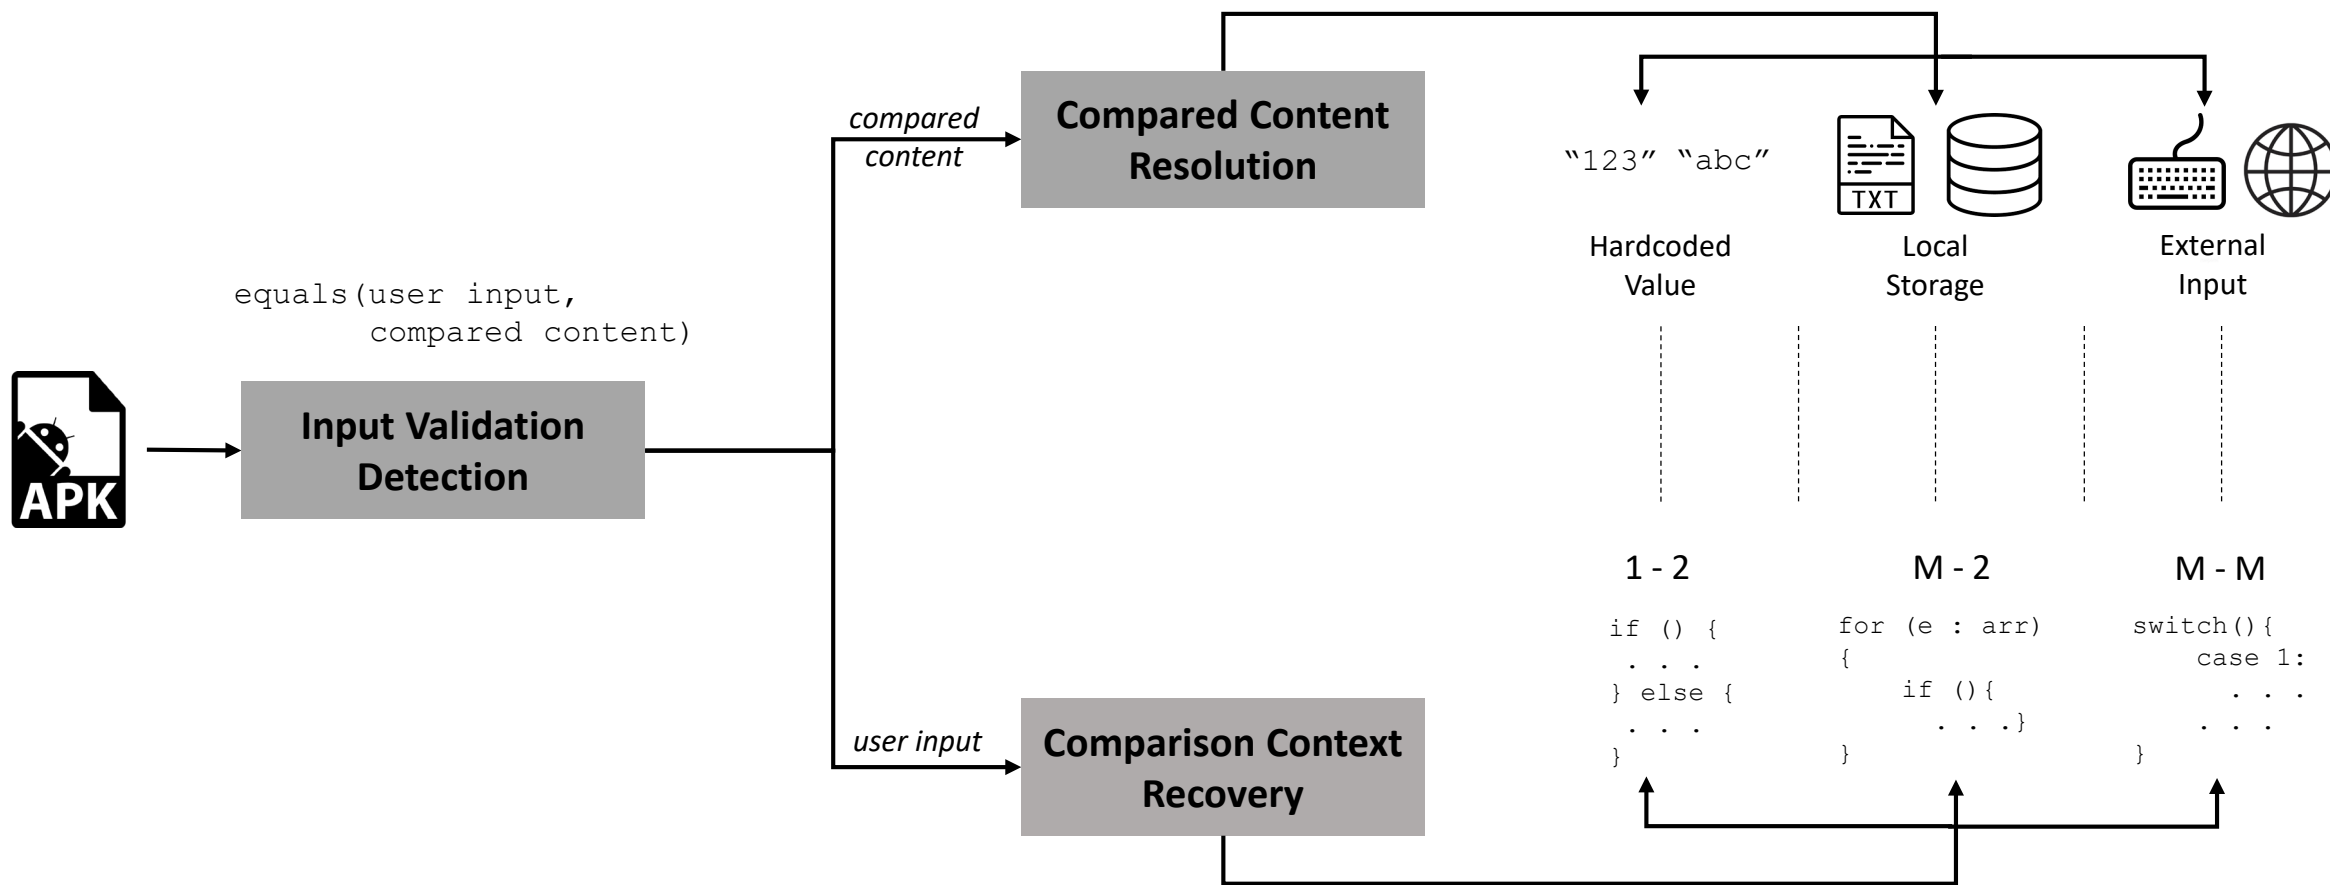 equals(user input,
compared content)
APK
Input Validation
Detection
compared
content
Compared Content
Resolution
user input
Comparison Context
Recovery
“123” “abc”
Hardcoded
Value
TXT
Local
Storage
External
Input
1 - 2
if () {
. . .
} else {
. . .
}
M - 2
for (e : arr)
{
if (){
. . .}
}
M - M
switch(){
case 1:
. . .
. . .
}